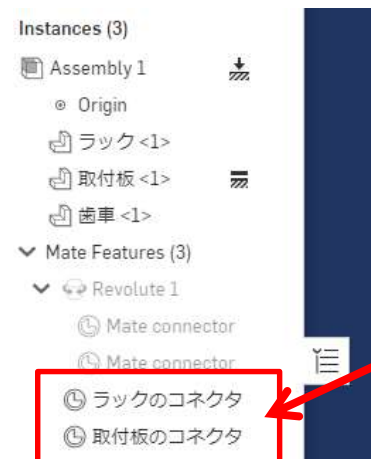 Instances (3)
Assembly 1
Origin
ラック <1>
取付板 <1>
歯車 <1>
Mate Features (3)
Revolute 1
Mate connector
Mate connector
ラックのコネクタ
取付板のコネクタ